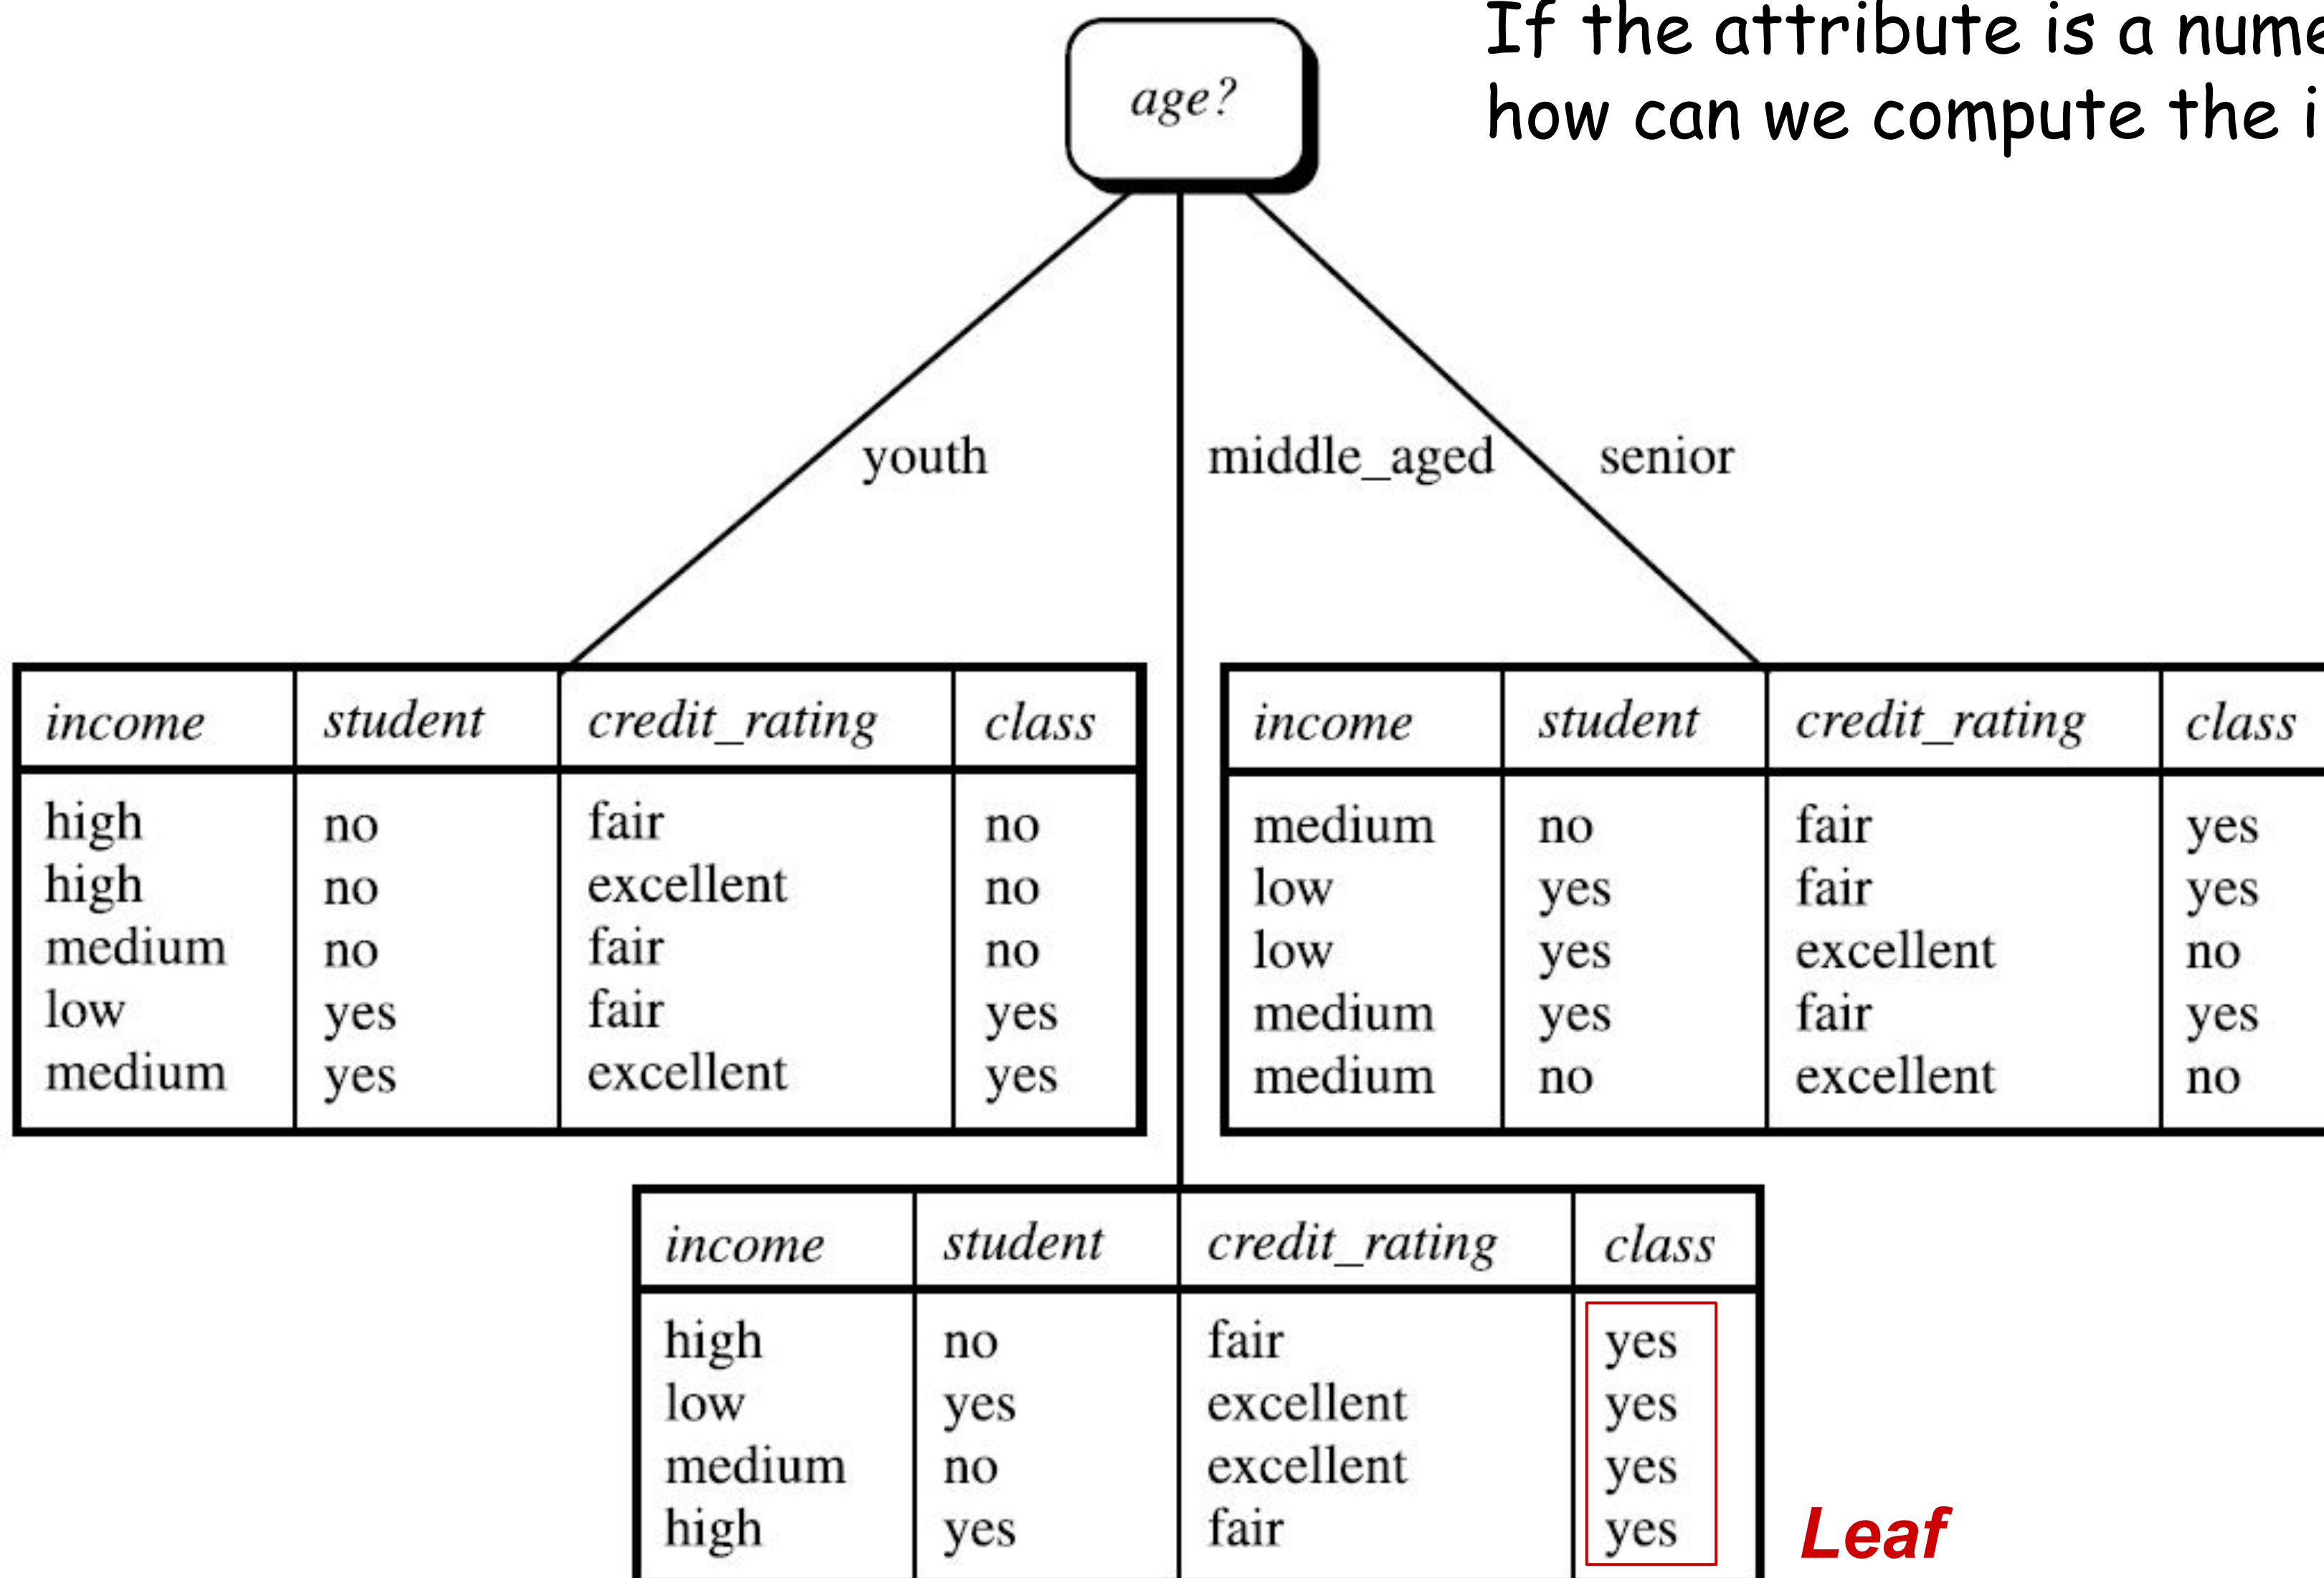 If the attribute is a nume
how can we compute the i
age?
youth middle_aged senior
income student credit_rating class
high no fair no
high no excellent no
medium no fair no
low yes fair yes
medium yes excellent yes
income student credit_rating class
medium no fair yes
low yes fair yes
low yes excellent no
medium yes fair yes
medium no excellent no
income student credit_rating class
high no fair yes
low yes excellent yes
medium no excellent yes
high yes fair yes
Leaf